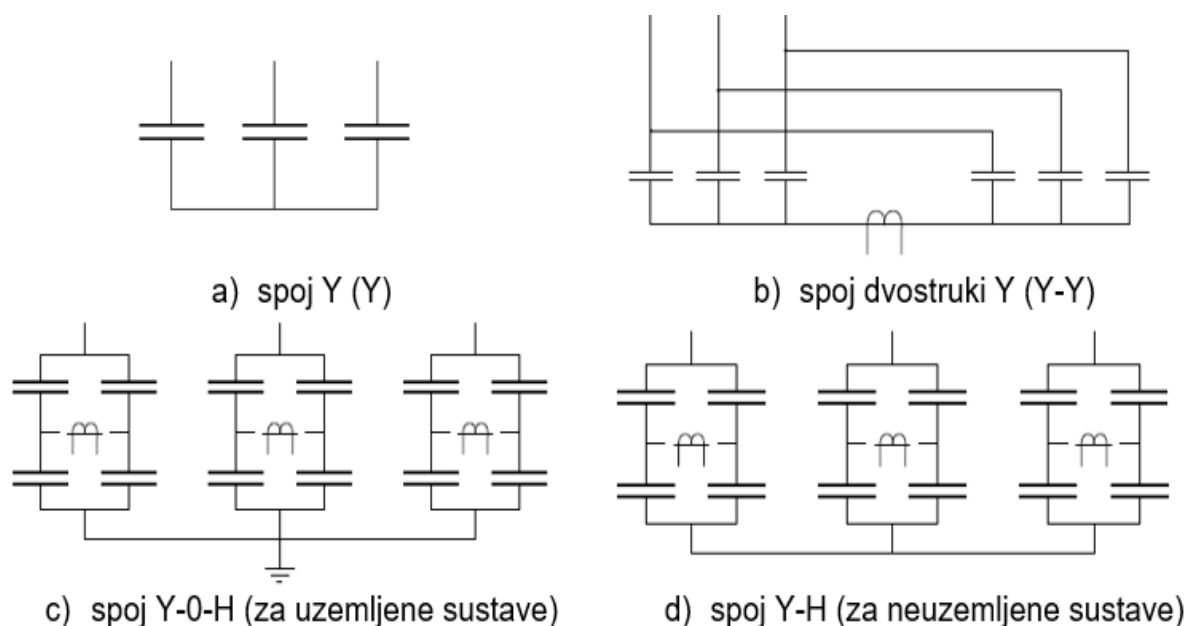 a) spoj Y (Y)
b) spoj dvostruki Y (Y-Y)
c) spoj Y-0-H (za uzemljene sustave)
d) spoj Y-H (za neuzemljene sustave)